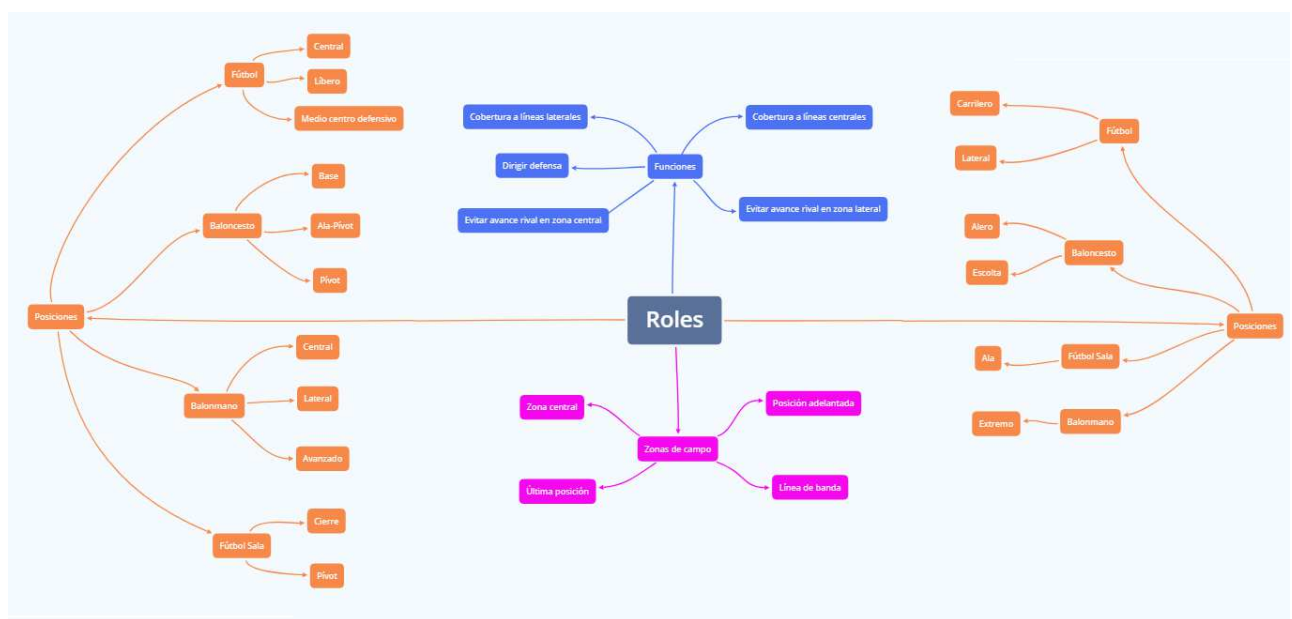 Central
Fútbol
Líbero
Medio centro defensivo
Base
Baloncesto
Ala-Pívot
Pívot
Posiciones
Central
Lateral
Balonmano
Avanzado
Cierre
Fútbol Sala
Pívot
Cobertura a líneas laterales
Cobertura a líneas centrales
Dirigir defensa
Funciones
Evitar avance rival en zona central
Evitar avance rival en zona lateral
Roles
Zona central
Posición adelantada
Zonas de campo
Última posición
Línea de banda
Carrilero
Fútbol
Lateral
Alero
Baloncesto
Escolta
Posiciones
Ala
Fútbol Sala
Extremo
Balonmano